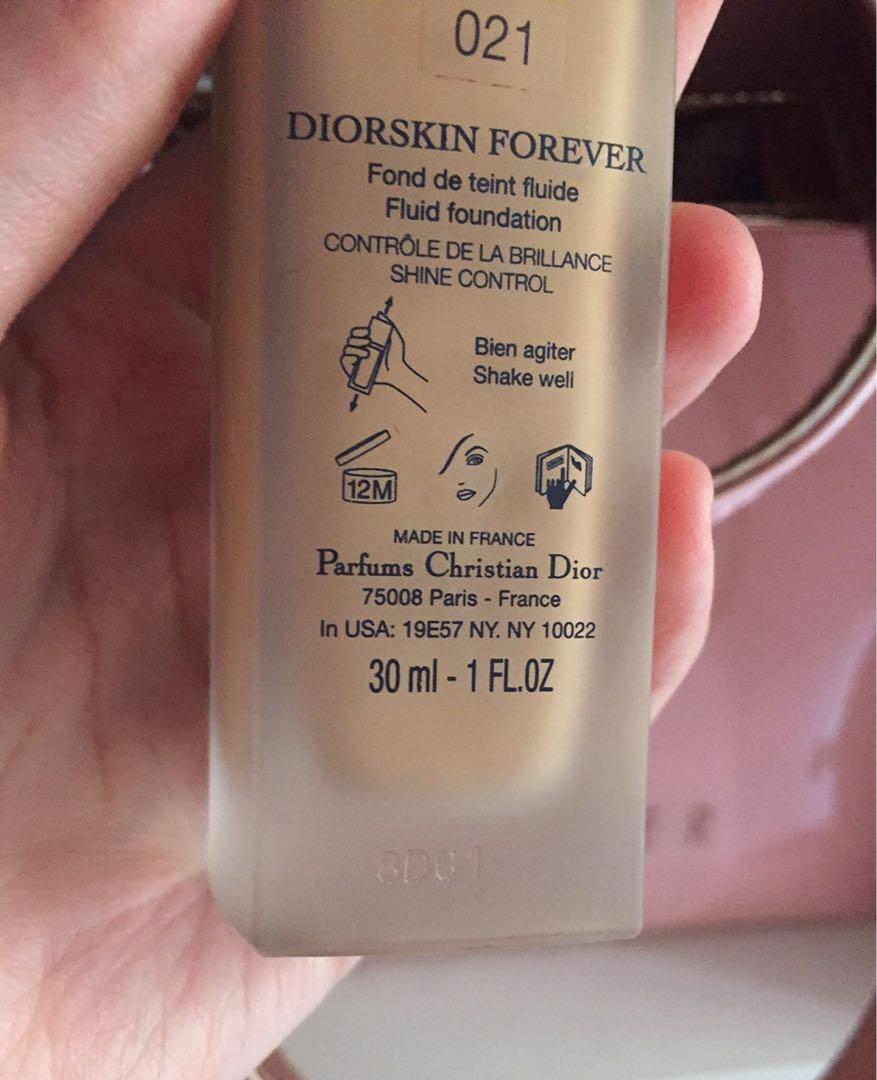 021
DIORSKIN FOREVER
Fond de teint fluide
Fluid foundation
CONTRÔLE DE LA BRILLANCE
SHINE CONTROL
Bien agiter
Shake well
12M
MADE IN FRANCE
Parfums Christian Dior
75008 Paris - France
In USA: 19E57 NY. NY 10022
30 ml - 1 FL.OZ